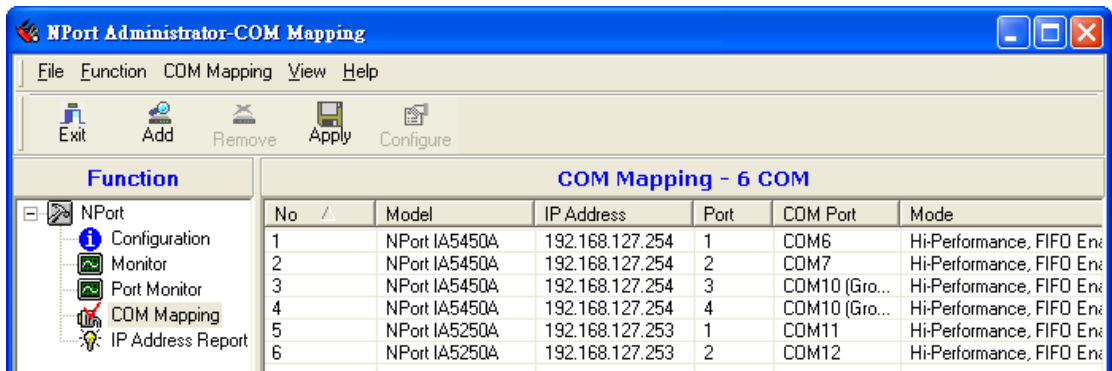 NPort Administrator-COM Mapping
File Function COM Mapping View Help
Exit Add Remove Apply Configure
Function
COM Mapping - 6 COM
NPort
Configuration
Monitor
Port Monitor
COM Mapping
IP Address Report
No Model IP Address Port COM Port Mode
1 NPort IA5450A 192.168.127.254 1 COM6 Hi-Performance, FIFO Ena
2 NPort IA5450A 192.168.127.254 2 COM7 Hi-Performance, FIFO Ena
3 NPort IA5450A 192.168.127.254 3 COM10 (Gro... Hi-Performance, FIFO Ena
4 NPort IA5450A 192.168.127.254 4 COM10 (Gro... Hi-Performance, FIFO Ena
5 NPort IA5250A 192.168.127.253 1 COM11 Hi-Performance, FIFO Ena
6 NPort IA5250A 192.168.127.253 2 COM12 Hi-Performance, FIFO Ena